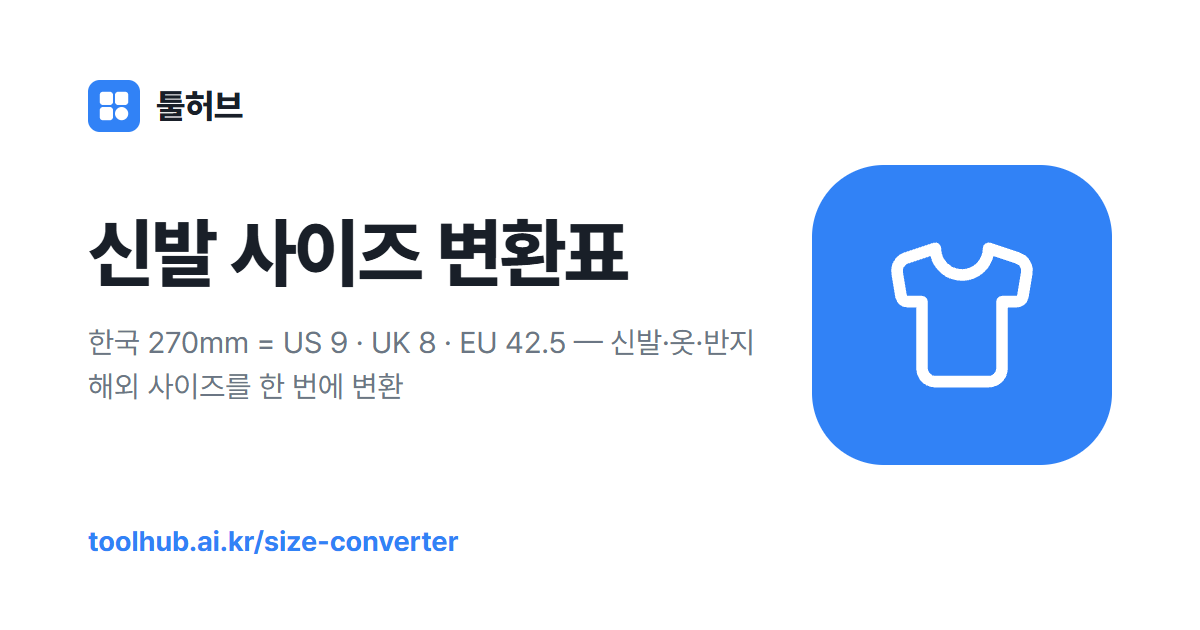 툴허브
신발 사이즈 변환표
한국 270mm = US 9 · UK 8 · EU 42.5 — 신발·옷·반지
해외 사이즈를 한 번에 변환
toolhub.ai.kr/size-converter